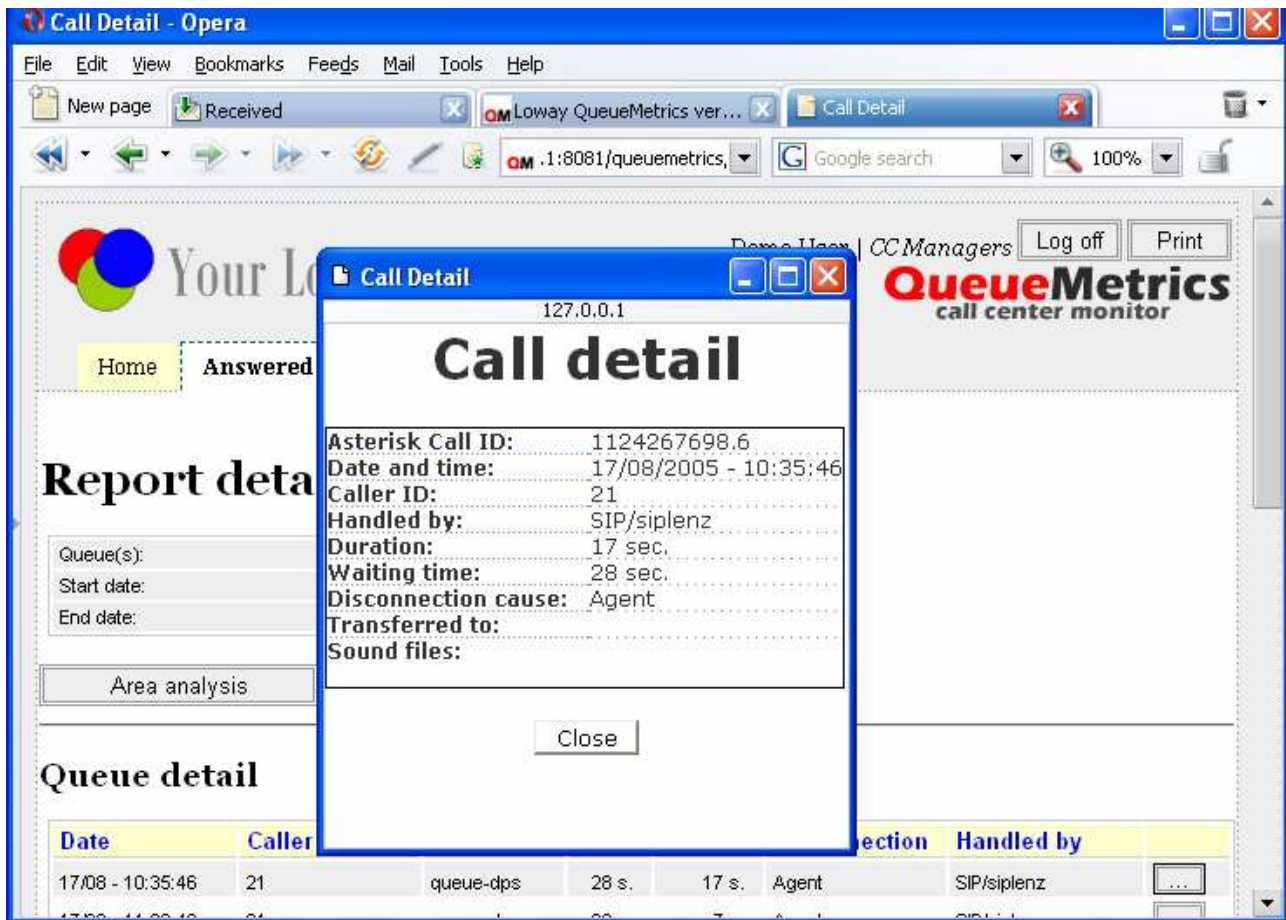 Call Detail - Opera
File Edit View Bookmarks Feeds Mail Tools Help
New page Received Loway QueueMetrics ver... Call Detail
.1:8081/queuemetrics, Google search 100%
Your Lo
| CC Managers Log off Print
QueueMetrics
call center monitor
Home Answered
Report deta
Queue(s):
Start date:
End date:
Area analysis
Call Detail
127.0.0.1
Call detail
Asterisk Call ID: 1124267698.6
Date and time: 17/08/2005 - 10:35:46
Caller ID: 21
Handled by: SIP/siplenz
Duration: 17 sec.
Waiting time: 28 sec.
Disconnection cause: Agent
Transferred to:
Sound files:
Close
Queue detail
Date Caller ection Handled by
17/08 - 10:35:46 21 queue-dps 28 s. 17 s. Agent SIP/siplenz ...